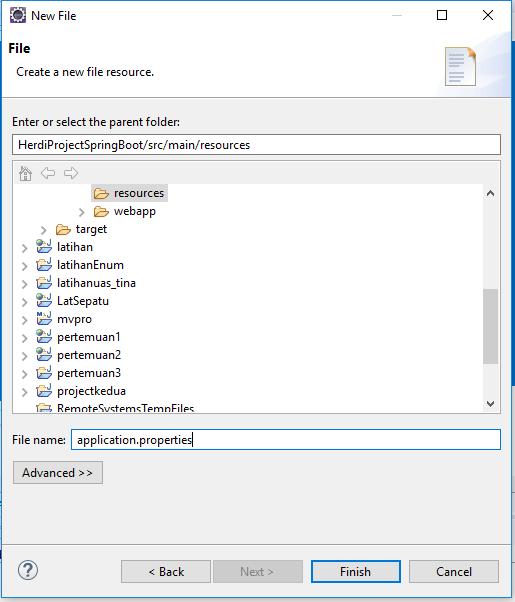 New File
File
Create a new file resource.
Enter or select the parent folder:
HerdiProjectSpringBoot/src/main/resources
resources
webapp
target
latihan
latihanEnum
latihanuas_tina
LatSepatu
mvpro
pertemuan1
pertemuan2
pertemuan3
projectkedua
RemoteSystemsTempFiles
File name: application.properties
Advanced >>
< Back Next > Finish Cancel